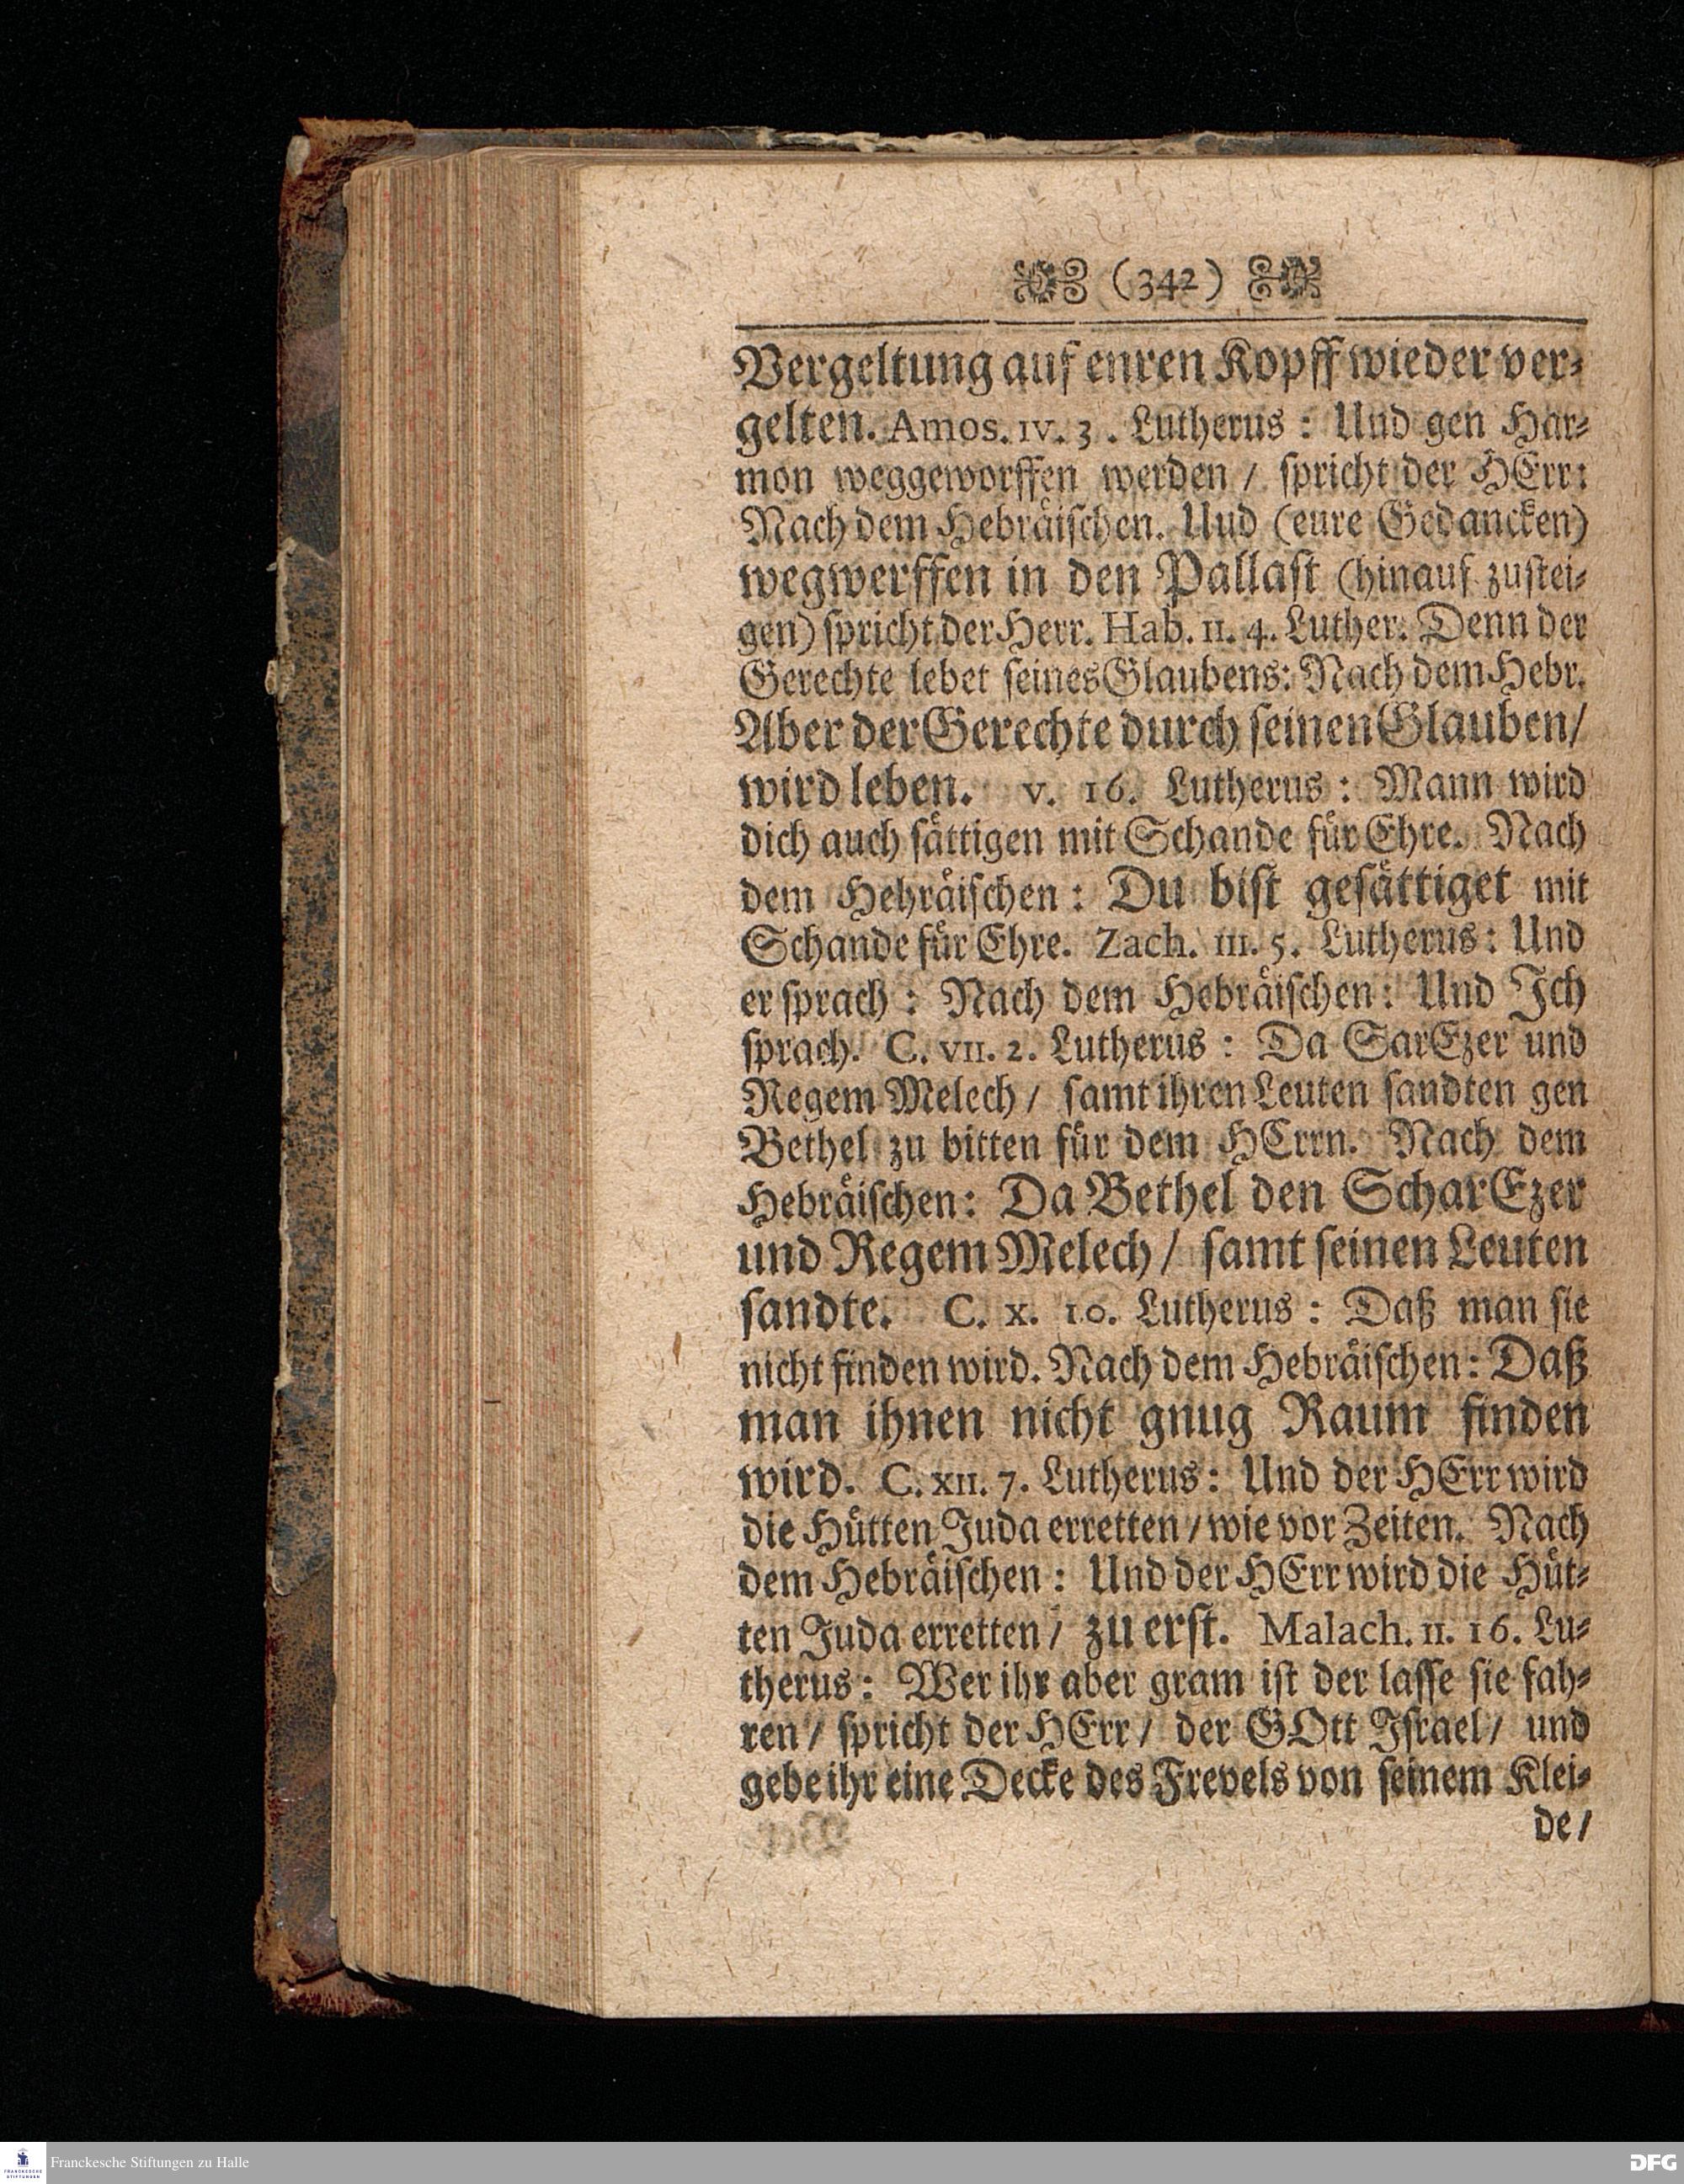 (342)
Vergeltung auf enren Kopff wieder ver-
gelten. Amos. IV. 3. Lutherus: Und gen Har-
mon weggeworffen werden / spricht der HErr:
Nach dem Hebräischen. Uud (eure Gedancken)
wegwerffen in den Pallast (hinauf zustei-
gen) spricht der Herr. Hab. II. 4. Luther. Denn der
Gerechte lebet seines Glaubens: Nach dem Hebr.
Aber der Gerechte durch seinen Glauben/
wird leben. v. 16. Lutherus: Mann wird
dich auch sättigen mit Schande für Ehre. Nach
dem Hehräischen: Du bist gesättiget mit
Schande für Ehre. Zach. III. 5. Lutherus: Und
er sprach: Nach dem Hebräischen: Und Ich
sprach. C. VII. 2. Lutherus: Da SarEzer und
Regem Melech / samt ihren Leuten sandten gen
Bethel zu bitten für dem HErrn. Nach dem
Hebräischen: Da Bethel den ScharEzer
und Regem Melech / samt seinen Leuten
sandte. C. X. 10. Lutherus: Daß man sie
nicht finden wird. Nach dem Hebräischen: Daß
man ihnen nicht gnug Raum finden
wird. C. XII. 7. Lutherus: Und der HErr wird
die Hütten Juda erretten / wie vor Zeiten. Nach
dem Hebräischen: Und der HErr wird die Hüt-
ten Juda erretten / zu erst. Malach. II. 16. Lu-
therus: Wer ihr aber gram ist der lasse sie fah-
ren / spricht der HErr / der GOtt Israel / und
gebe ihr eine Decke des Frevels von seinem Klei-
de /
Franckesche Stiftungen zu Halle
DFG